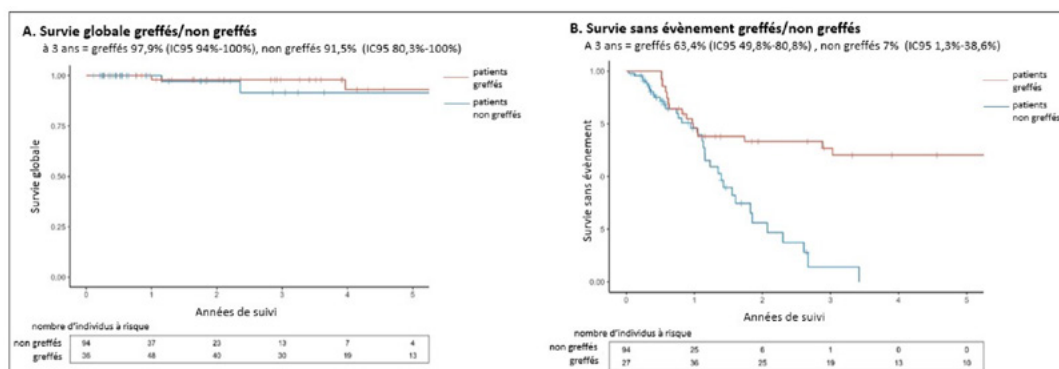 A. Survie globale greffés/non greffés
à 3 ans = greffés 97,9% (IC95 94%-100%), non greffés 91,5% (IC95 80,3%-100%)
patients
greffés
patients
non greffés
1.00
0.75
0.50
0.25
0.00
Survie globale
0 1 2 3 4 5
Années de suivi
nombre d'individus à risque
non greffés 94 37 23 13 7 4
greffés 36 48 40 30 19 13
B. Survie sans évènement greffés/non greffés
A 3 ans = greffés 63,4% (IC95 49,8%-80,8%) , non greffés 7% (IC95 1,3%-38,6%)
patients
greffés
patients
non greffés
1.00
5
0
5
0.00
Survie sans évènement
0 1 2 3 4 5
Années de suivi
nombre d'individus à risque
non greffés 94 25 6 1 0 0
greffés 27 36 25 19 13 10